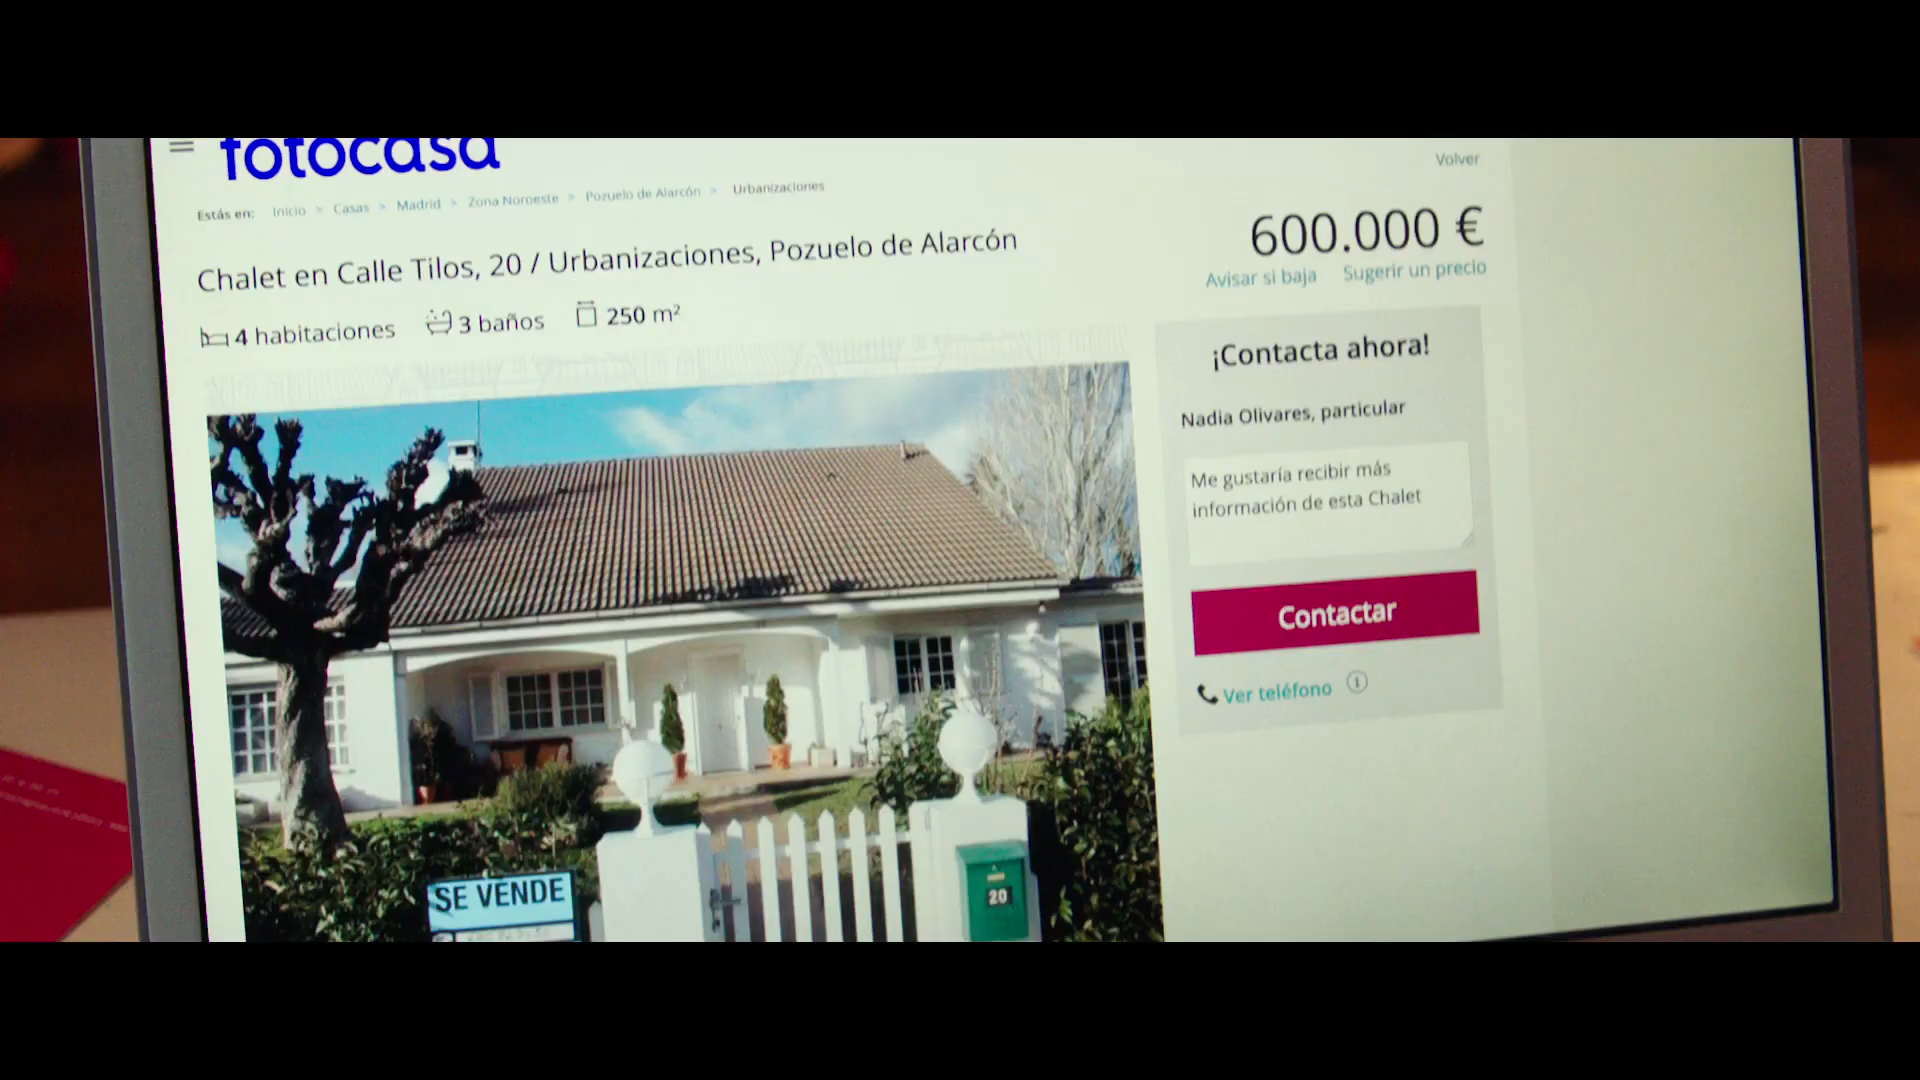 fotocasa
Volver
Estás en: Inicio > Casas > Madrid > Zona Noroeste > Pozuelo de Alarcón > Urbanizaciones
600.000 €
Chalet en Calle Tilos, 20 / Urbanizaciones, Pozuelo de Alarcón
Avisar si baja Sugerir un precio
4 habitaciones 3 baños 250 m²
¡Contacta ahora!
Nadia Olivares, particular
Me gustaría recibir más
información de esta Chalet
Contactar
Ver teléfono
SE VENDE
20